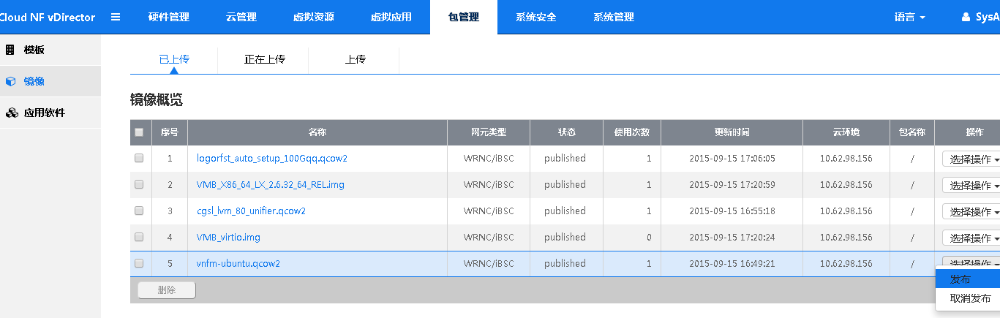 Cloud NF vDirector 硬件管理 云管理 虚拟资源 虚拟应用 包管理 系统安全 系统管理 语言 SysA
模板
镜像
应用软件
已上传 正在上传 上传
镜像概览
序号 名称 网元类型 状态 使用次数 更新时间 云环境 包名称 操作
1 logorfst_auto_setup_100Gqq.qcow2 WRNC/iBSC published 1 2015-09-15 17:06:05 10.62.98.156 / 选择操作
2 VMB_X86_64_LX_2.6.32_64_REL.img WRNC/iBSC published 1 2015-09-15 17:20:59 10.62.98.156 / 选择操作
3 cgsl_lvm_80_unifier.qcow2 WRNC/iBSC published 1 2015-09-15 16:55:18 10.62.98.156 / 选择操作
4 VMB_virtio.img WRNC/iBSC published 0 2015-09-15 17:20:24 10.62.98.156 / 选择操作
5 vnfm-ubuntu.qcow2 WRNC/iBSC published 1 2015-09-15 16:49:21 10.62.98.156 / 选择操作
发布
取消发布
删除